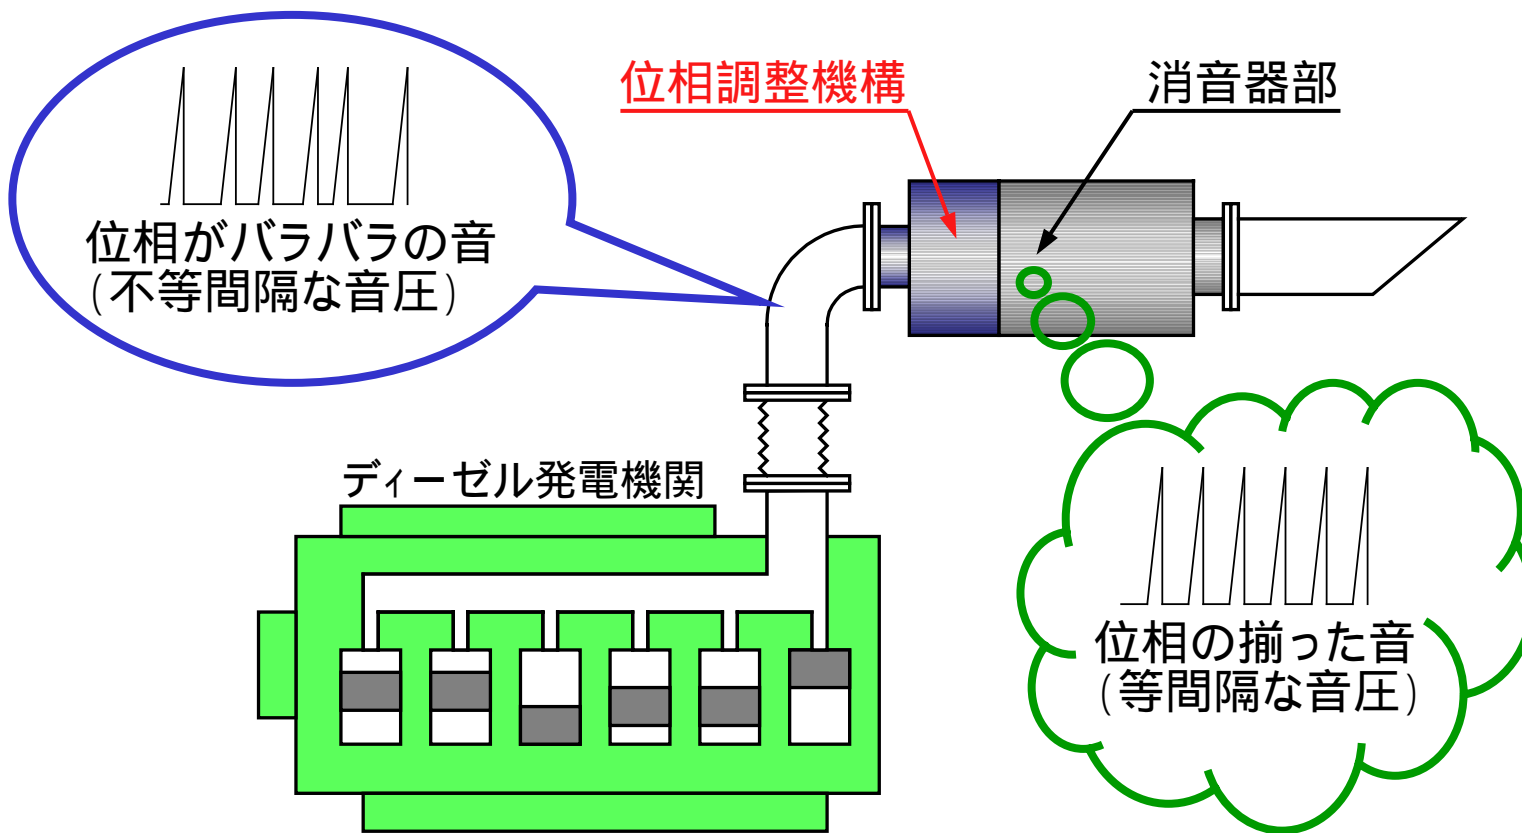 位相調整機構
消音器部
位相がバラバラの音
(不等間隔な音圧)
ディーゼル発電機関
位相の揃った音
(等間隔な音圧)